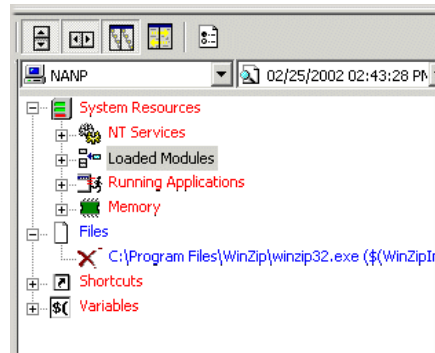 NANP 02/25/2002 02:43:28 PM
System Resources
NT Services
Loaded Modules
Running Applications
Memory
Files
C:\Program Files\WinZip\winzip32.exe ($(WinZipIn
Shortcuts
$( Variables